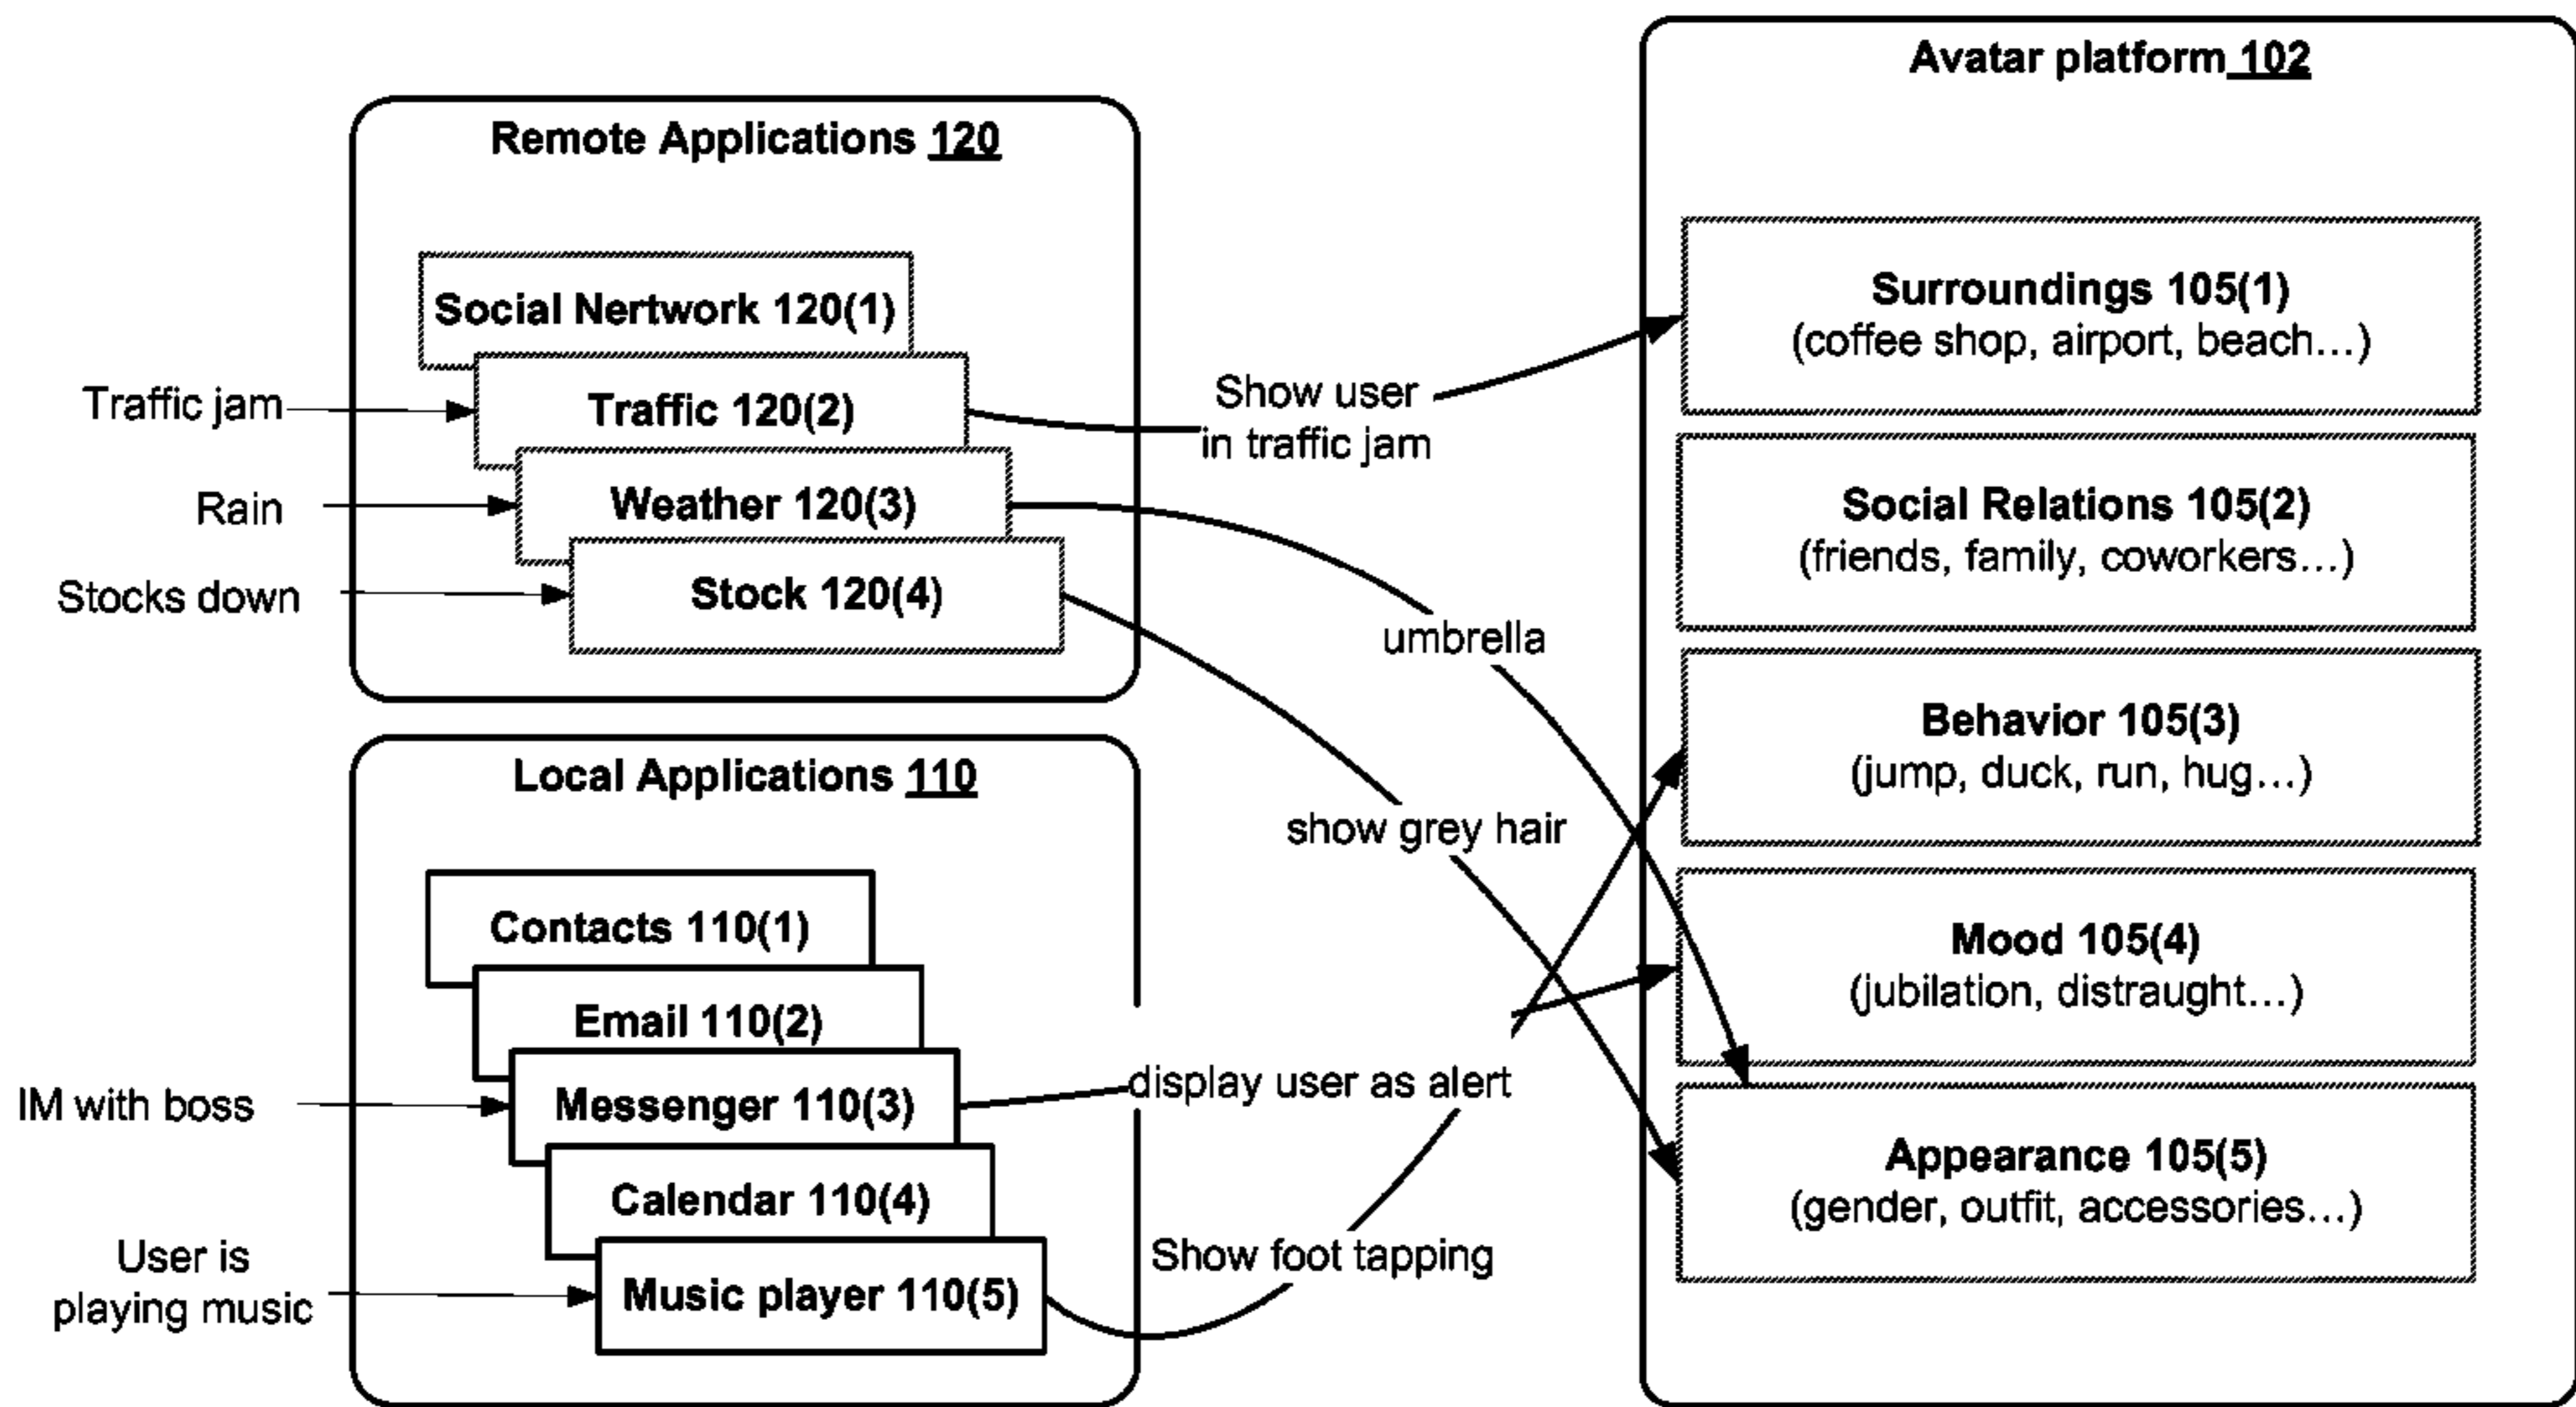 Avatar platform 102
Remote Applications 120
Social Nertwork 120(1)
Traffic jam
Traffic 120(2)
Rain
Weather 120(3)
Stocks down
Stock 120(4)
Show user
in traffic jam
umbrella
show grey hair
Local Applications 110
Contacts 110(1)
Email 110(2)
IM with boss
Messenger 110(3)
display user as alert
Calendar 110(4)
User is
playing music
Music player 110(5)
Show foot tapping
Surroundings 105(1)
(coffee shop, airport, beach...)
Social Relations 105(2)
(friends, family, coworkers...)
Behavior 105(3)
(jump, duck, run, hug...)
Mood 105(4)
(jubilation, distraught...)
Appearance 105(5)
(gender, outfit, accessories...)